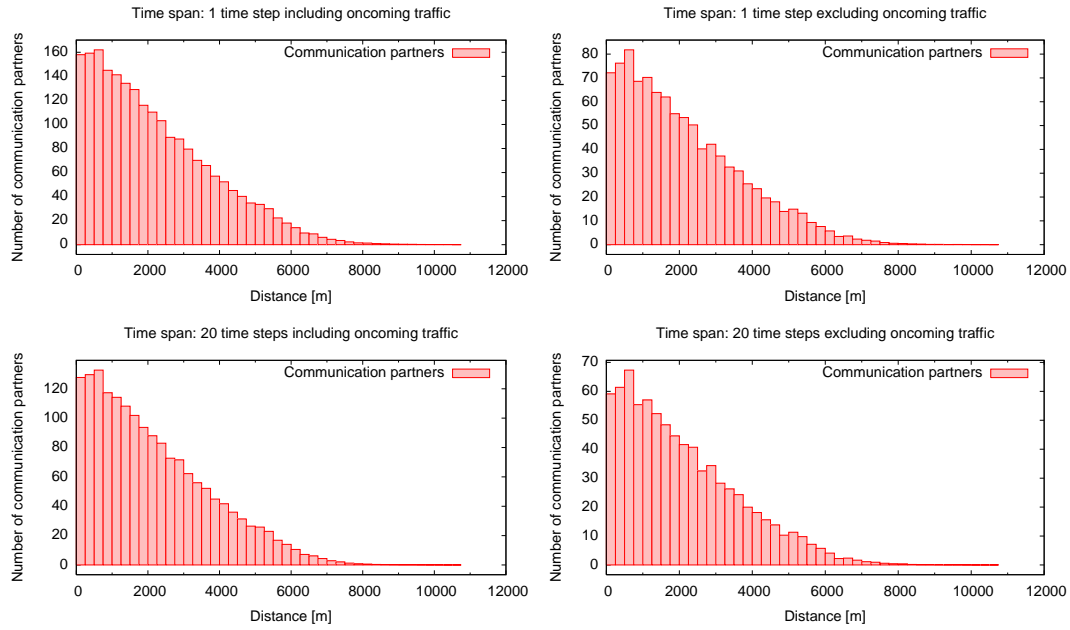 Time span: 1 time step including oncoming traffic
Number of communication partners
160
140
120
100
80
60
40
20
0
Communication partners
0 2000 4000 6000 8000 10000 12000
Distance [m]
Time span: 1 time step excluding oncoming traffic
Number of communication partners
80
70
60
50
40
30
20
10
0
Communication partners
0 2000 4000 6000 8000 10000 12000
Distance [m]
Time span: 20 time steps including oncoming traffic
Number of communication partners
120
100
80
60
40
20
0
Communication partners
0 2000 4000 6000 8000 10000 12000
Distance [m]
Time span: 20 time steps excluding oncoming traffic
Number of communication partners
70
60
50
40
30
20
10
0
Communication partners
0 2000 4000 6000 8000 10000 12000
Distance [m]